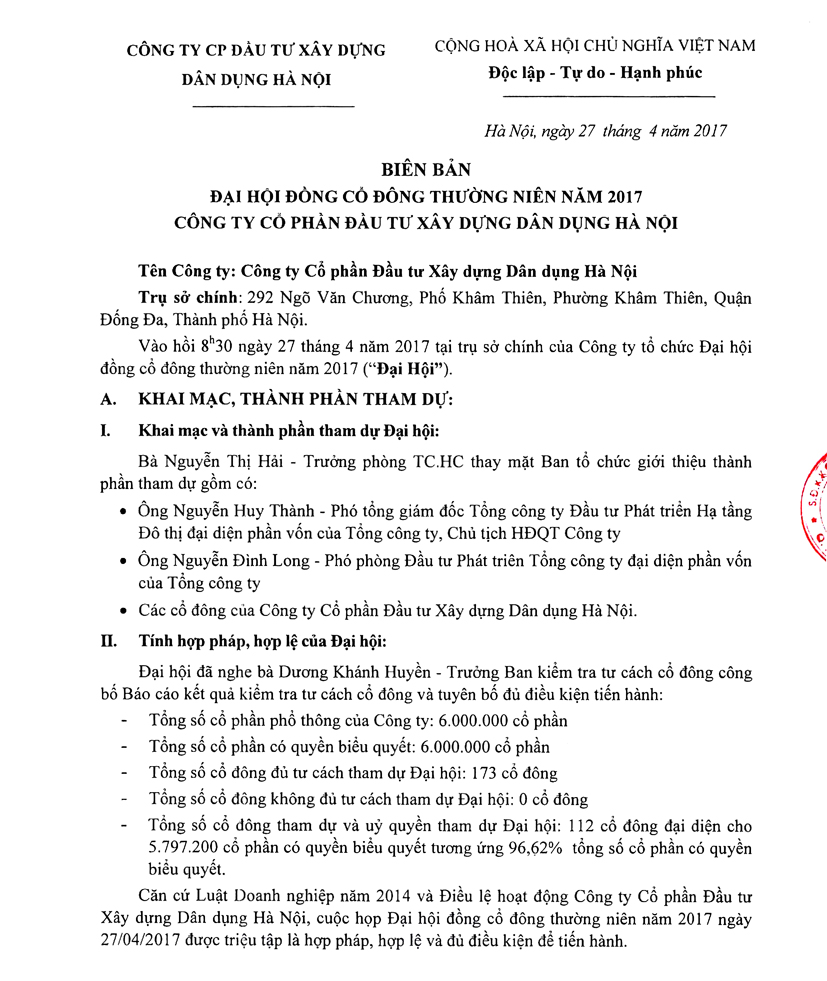 CÔNG TY CP ĐẦU TƯ XÂY DỰNG
DÂN DỤNG HÀ NỘI
CỘNG HOÀ XÃ HỘI CHỦ NGHĨA VIỆT NAM
Độc lập - Tự do - Hạnh phúc
Hà Nội, ngày 27 tháng 4 năm 2017
BIÊN BẢN
ĐẠI HỘI ĐỒNG CỔ ĐÔNG THƯỜNG NIÊN NĂM 2017
CÔNG TY CỔ PHẦN ĐẦU TƯ XÂY DỰNG DÂN DỤNG HÀ NỘI
Tên Công ty: Công ty Cổ phần Đầu tư Xây dựng Dân dụng Hà Nội
Trụ sở chính: 292 Ngõ Văn Chương, Phố Khâm Thiên, Phường Khâm Thiên, Quận
Đống Đa, Thành phố Hà Nội.
Vào hồi 8h30 ngày 27 tháng 4 năm 2017 tại trụ sở chính của Công ty tổ chức Đại hội
đồng cổ đông thường niên năm 2017 (“Đại Hội”).
A. KHAI MẠC, THÀNH PHẦN THAM DỰ:
I. Khai mạc và thành phần tham dự Đại hội:
Bà Nguyễn Thị Hải - Trưởng phòng TC.HC thay mặt Ban tổ chức giới thiệu thành
phần tham dự gồm có:
• Ông Nguyễn Huy Thành - Phó tổng giám đốc Tổng công ty Đầu tư Phát triển Hạ tầng
Đô thị đại diện phần vốn của Tổng công ty, Chủ tịch HĐQT Công ty
• Ông Nguyễn Đình Long - Phó phòng Đầu tư Phát triên Tổng công ty đại diện phần vốn
của Tổng công ty
• Các cổ đông của Công ty Cổ phần Đầu tư Xây dựng Dân dụng Hà Nội.
II. Tính hợp pháp, hợp lệ của Đại hội:
Đại hội đã nghe bà Dương Khánh Huyền - Trưởng Ban kiểm tra tư cách cổ đông công
bố Báo cáo kết quả kiểm tra tư cách cổ đông và tuyên bố đủ điều kiện tiến hành:
- Tổng số cổ phần phổ thông của Công ty: 6.000.000 cổ phần
- Tổng số cổ phần có quyền biểu quyết: 6.000.000 cổ phần
- Tổng số cổ đông đủ tư cách tham dự Đại hội: 173 cổ đông
- Tổng số cổ đông không đủ tư cách tham dự Đại hội: 0 cổ đông
- Tổng số cổ đông tham dự và uỷ quyền tham dự Đại hội: 112 cổ đông đại diện cho
5.797.200 cổ phần có quyền biểu quyết tương ứng 96,62% tổng số cổ phần có quyền
biểu quyết.
Căn cứ Luật Doanh nghiệp năm 2014 và Điều lệ hoạt động Công ty Cổ phần Đầu tư
Xây dựng Dân dụng Hà Nội, cuộc họp Đại hội đồng cổ đông thường niên năm 2017 ngày
27/04/2017 được triệu tập là hợp pháp, hợp lệ và đủ điều kiện để tiến hành.
S.Đ.K.K